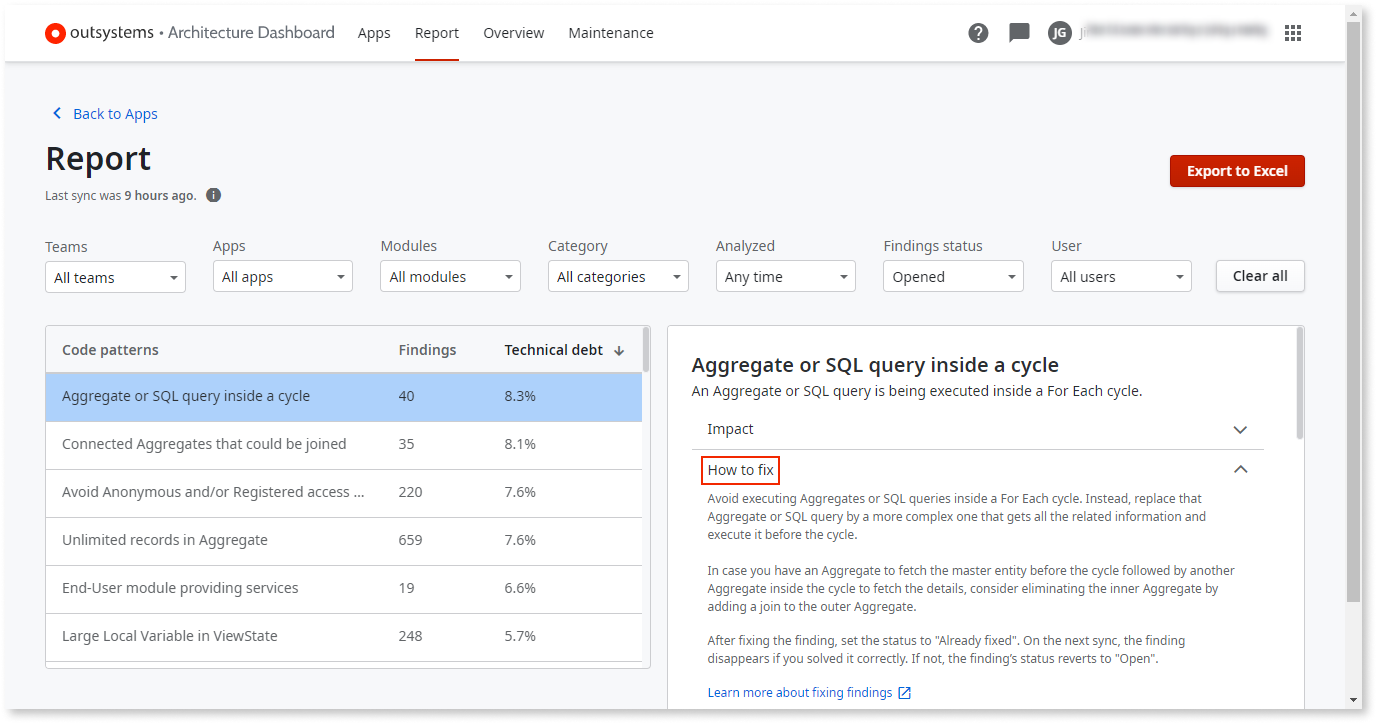 outsystems • Architecture Dashboard Apps Report Overview Maintenance
? JG
Back to Apps
Report
Export to Excel
Last sync was 9 hours ago. i
Teams Apps Modules Category Analyzed Findings status User
All teams All apps All modules All categories Any time Opened All users Clear all
Code patterns Findings Technical debt
Aggregate or SQL query inside a cycle 40 8.3%
Connected Aggregates that could be joined 35 8.1%
Avoid Anonymous and/or Registered access ... 220 7.6%
Unlimited records in Aggregate 659 7.6%
End-User module providing services 19 6.6%
Large Local Variable in ViewState 248 5.7%
Aggregate or SQL query inside a cycle
An Aggregate or SQL query is being executed inside a For Each cycle.
Impact
How to fix
Avoid executing Aggregates or SQL queries inside a For Each cycle. Instead, replace that
Aggregate or SQL query by a more complex one that gets all the related information and
execute it before the cycle.
In case you have an Aggregate to fetch the master entity before the cycle followed by another
Aggregate inside the cycle to fetch the details, consider eliminating the inner Aggregate by
adding a join to the outer Aggregate.
After fixing the finding, set the status to "Already fixed". On the next sync, the finding
disappears if you solved it correctly. If not, the finding's status reverts to "Open".
Learn more about fixing findings